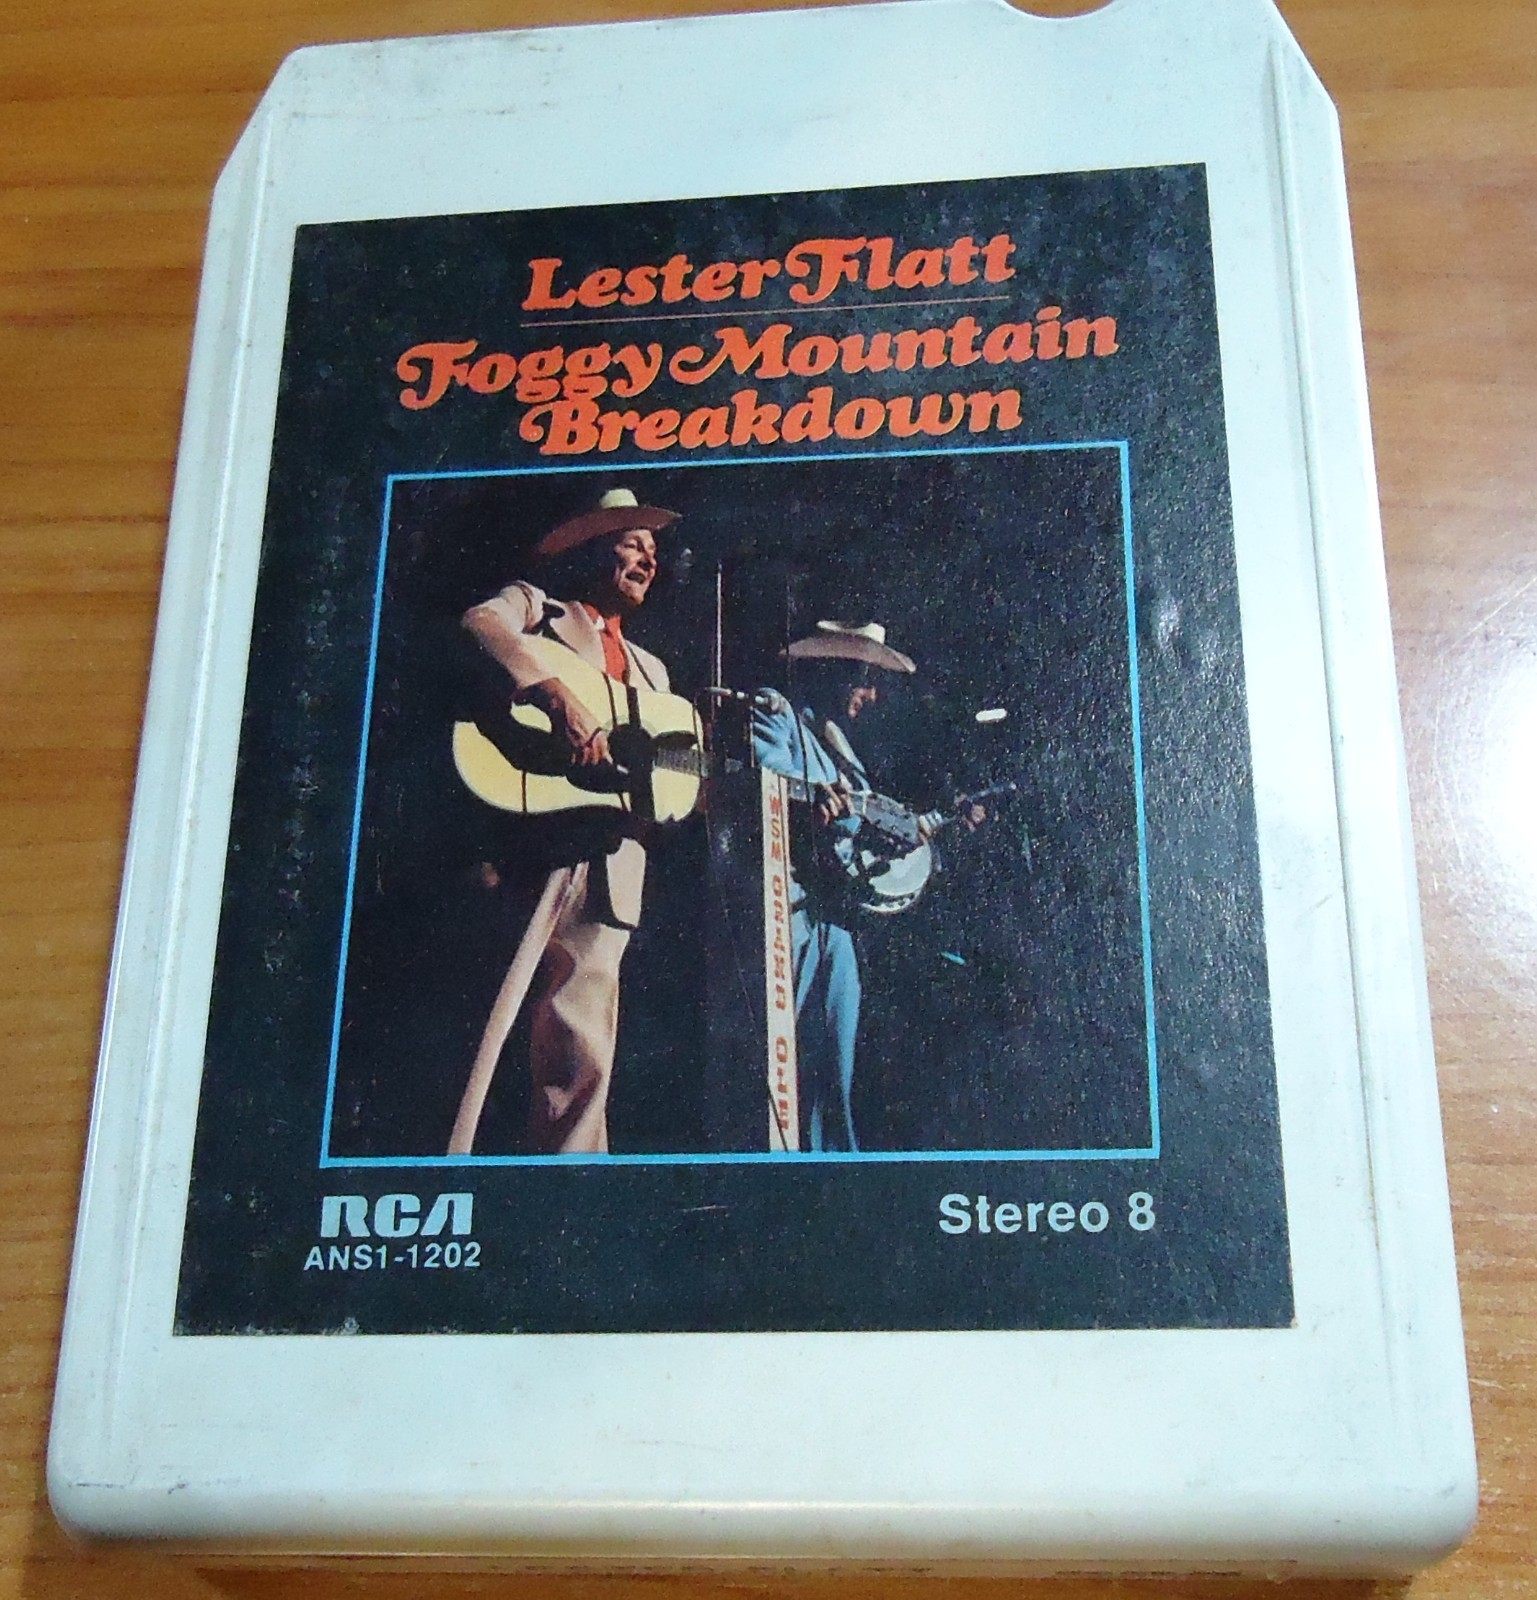 Lester Flatt
Foggy Mountain
Breakdown
WSM GRAND OLE
RCA
ANS1-1202
Stereo 8